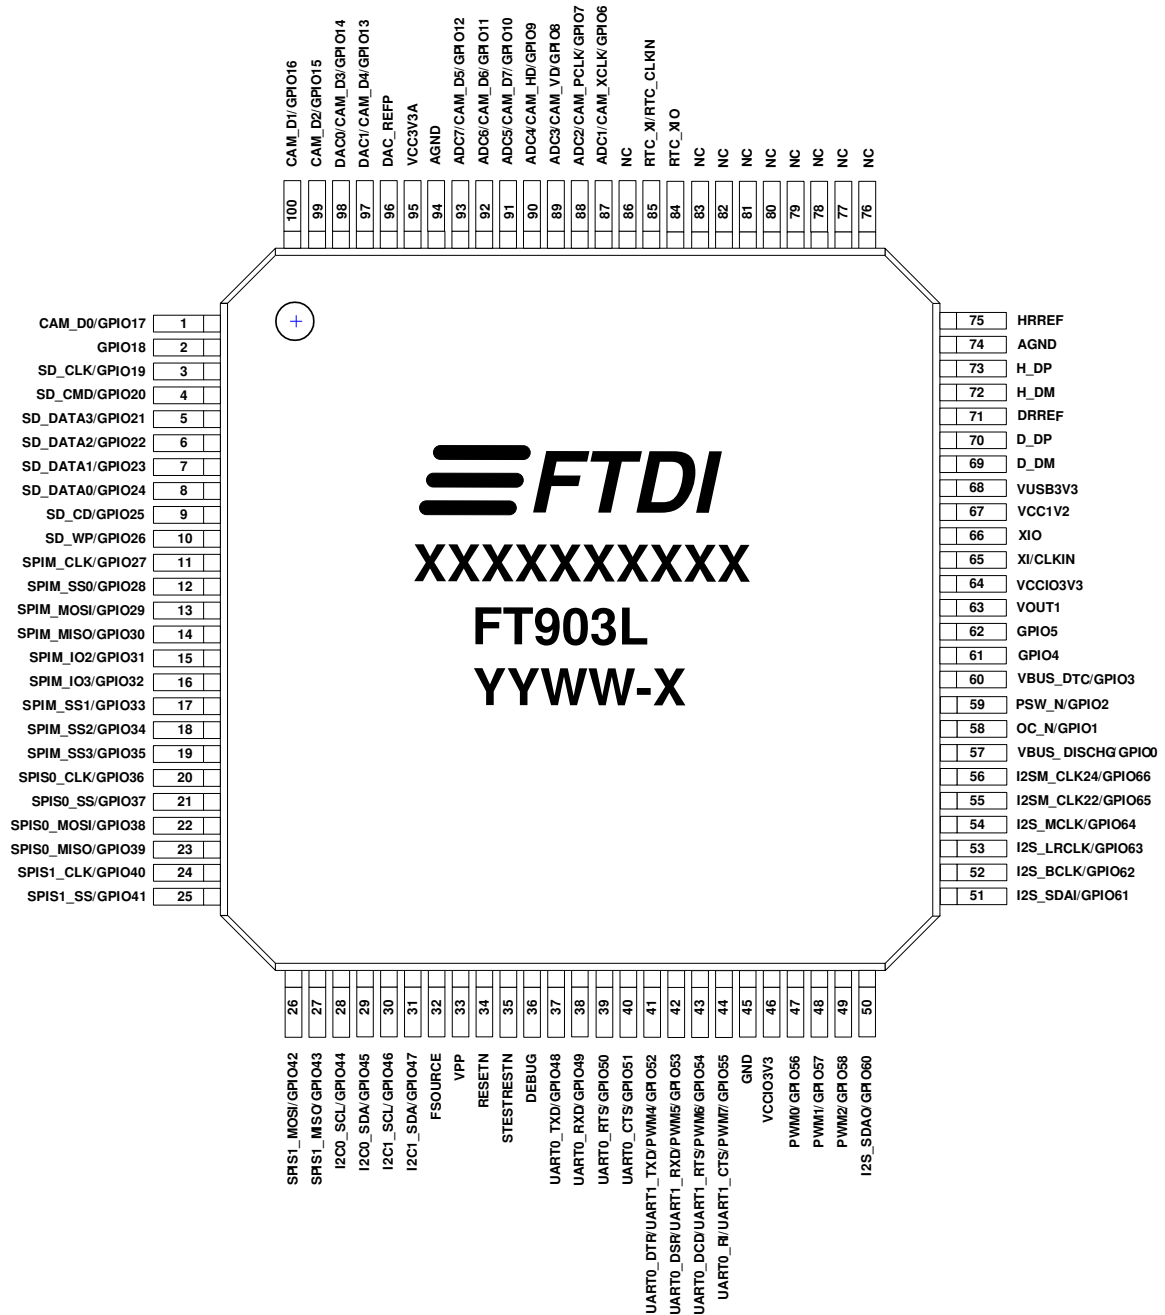 CAM_D1/GPIO16
CAM_D2/GPIO15
DAC0/CAM_D3/GPIO14
DAC1/CAM_D4/GPIO13
DAC_REFP
VCC3V3A
AGND
ADC7/CAM_D5/GPIO12
ADC6/CAM_D6/GPIO11
ADC5/CAM_D7/GPIO10
ADC4/CAM_HD/GPIO9
ADC3/CAM_VD/GPIO8
ADC2/CAM_PCLK/GPIO7
ADC1/CAM_XCLK/GPIO6
NC
RTC_XI/RTC_CLKIN
RTC_XIO
NC
NC
NC
NC
NC
NC
NC
NC
100
99
98
97
96
95
94
93
92
91
90
89
88
87
86
85
84
83
82
81
80
79
78
77
76
CAM_D0/GPIO17 1
GPIO18 2
SD_CLK/GPIO19 3
SD_CMD/GPIO20 4
SD_DATA3/GPIO21 5
SD_DATA2/GPIO22 6
SD_DATA1/GPIO23 7
SD_DATA0/GPIO24 8
SD_CD/GPIO25 9
SD_WP/GPIO26 10
SPIM_CLK/GPIO27 11
SPIM_SS0/GPIO28 12
SPIM_MOSI/GPIO29 13
SPIM_MISO/GPIO30 14
SPIM_IO2/GPIO31 15
SPIM_IO3/GPIO32 16
SPIM_SS1/GPIO33 17
SPIM_SS2/GPIO34 18
SPIM_SS3/GPIO35 19
SPIS0_CLK/GPIO36 20
SPIS0_SS/GPIO37 21
SPIS0_MOSI/GPIO38 22
SPIS0_MISO/GPIO39 23
SPIS1_CLK/GPIO40 24
SPIS1_SS/GPIO41 25
FTDI
XXXXXXXXXX
FT903L
YYWW-X
75 HRREF
74 AGND
73 H_DP
72 H_DM
71 DRREF
70 D_DP
69 D_DM
68 VUSB3V3
67 VCC1V2
66 XIO
65 XI/CLKIN
64 VCCIO3V3
63 VOUT1
62 GPIO5
61 GPIO4
60 VBUS_DTC/GPIO3
59 PSW_N/GPIO2
58 OC_N/GPIO1
57 VBUS_DISCHG/GPIO0
56 I2SM_CLK24/GPIO66
55 I2SM_CLK22/GPIO65
54 I2S_MCLK/GPIO64
53 I2S_LRCLK/GPIO63
52 I2S_BCLK/GPIO62
51 I2S_SDAI/GPIO61
26
27
28
29
30
31
32
33
34
35
36
37
38
39
40
41
42
43
44
45
46
47
48
49
50
SPIS1_MOSI/GPIO42
SPIS1_MISO/GPIO43
I2C0_SCL/GPIO44
I2C0_SDA/GPIO45
I2C1_SCL/GPIO46
I2C1_SDA/GPIO47
FSOURCE
VPP
RESETN
STESTRESTN
DEBUG
UART0_TXD/GPIO48
UART0_RXD/GPIO49
UART0_RTS/GPIO50
UART0_CTS/GPIO51
UART0_DTR/UART1_TXD/PWM4/GPIO52
UART0_DSR/UART1_RXD/PWM5/GPIO53
UART0_DCD/UART1_RTS/PWM6/GPIO54
UART0_RI/UART1_CTS/PWM7/GPIO55
GND
VCCIO3V3
PWM0/GPIO56
PWM1/GPIO57
PWM2/GPIO58
I2S_SDAO/GPIO60